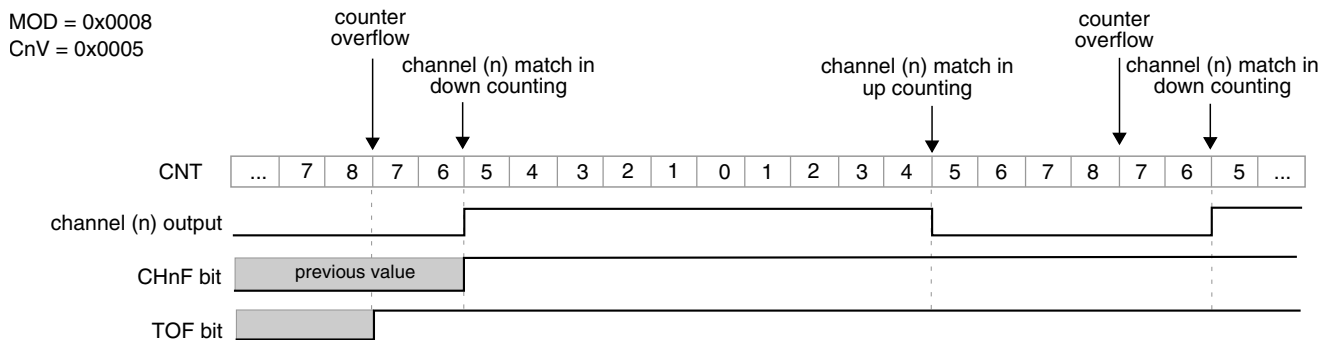 MOD = 0x0008
CnV = 0x0005
counter
overflow
channel (n) match in
down counting
channel (n) match in
up counting
counter
overflow
channel (n) match in
down counting
CNT ... 7 8 7 6 5 4 3 2 1 0 1 2 3 4 5 6 7 8 7 6 5 ...
channel (n) output
CHnF bit previous value
TOF bit